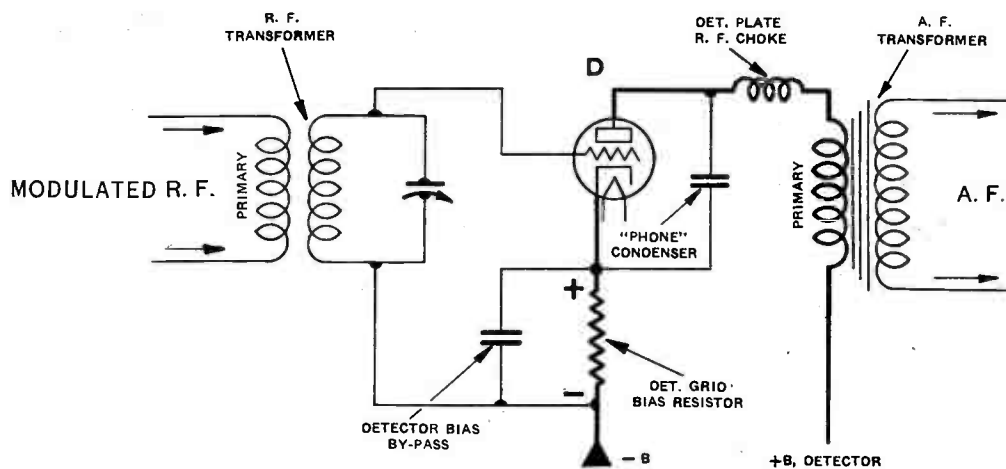 R. F.
TRANSFORMER
DET. PLATE
R. F. CHOKE
A. F.
TRANSFORMER
D
MODULATED R. F.
PRIMARY
"PHONE"
CONDENSER
PRIMARY
A. F.
+
-
DETECTOR BIAS
BY-PASS
DET. GRID
BIAS RESISTOR
- B
+B, DETECTOR